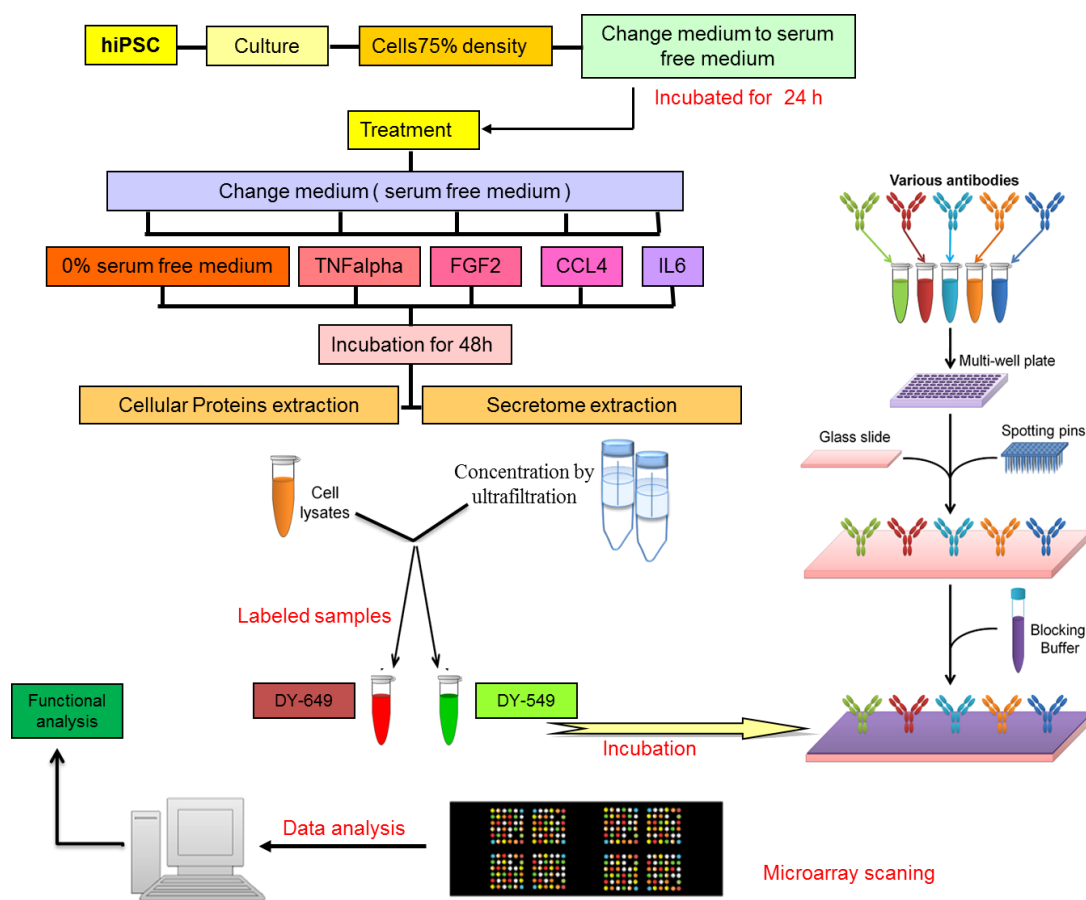 hiPSC
Culture
Cells75% density
Change medium to serum
free medium
Incubated for 24 h
Treatment
Change medium ( serum free medium )
0% serum free medium
TNFalpha
FGF2
CCL4
IL6
Incubation for 48h
Cellular Proteins extraction
Secretome extraction
Cell
lysates
Concentration by
ultrafiltration
Labeled samples
DY-649
DY-549
Incubation
Various antibodies
Multi-well plate
Glass slide
Spotting pins
Blocking
Buffer
Functional
analysis
Data analysis
Microarray scaning